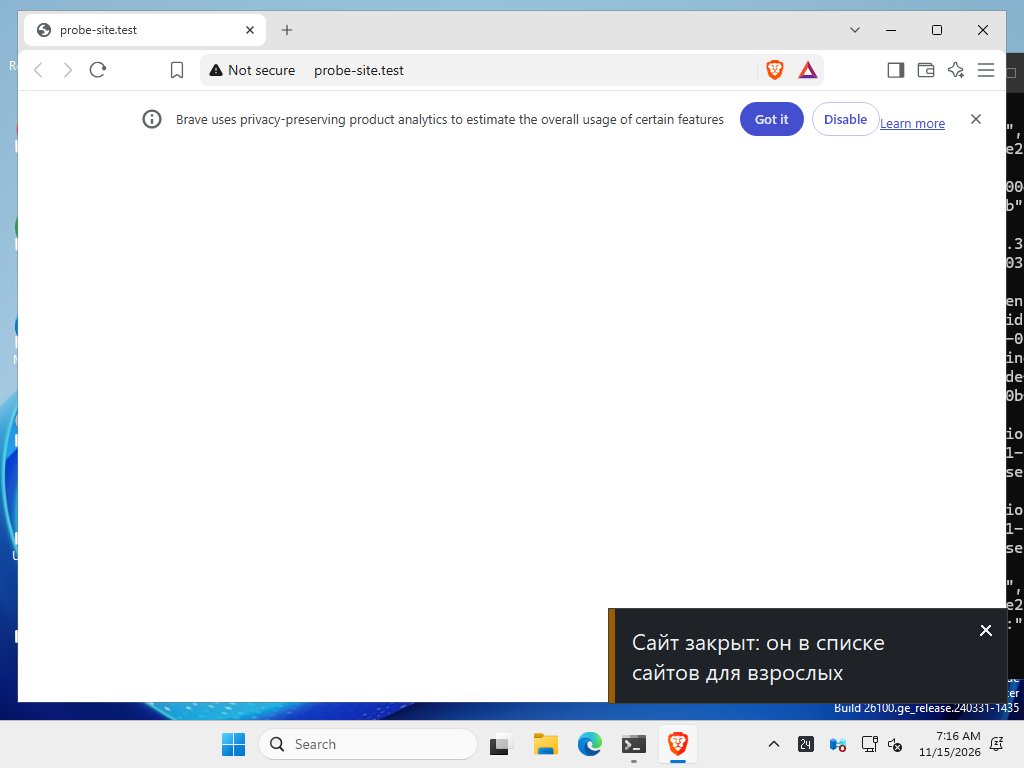 probe-site.test
Not secure probe-site.test
Brave uses privacy-preserving product analytics to estimate the overall usage of certain features Got it Disable Learn more
Сайт закрыт: он в списке
сайтов для взрослых
Build 26100.ge_release.240331-1435
Search
24
7:16 AM
11/15/2026